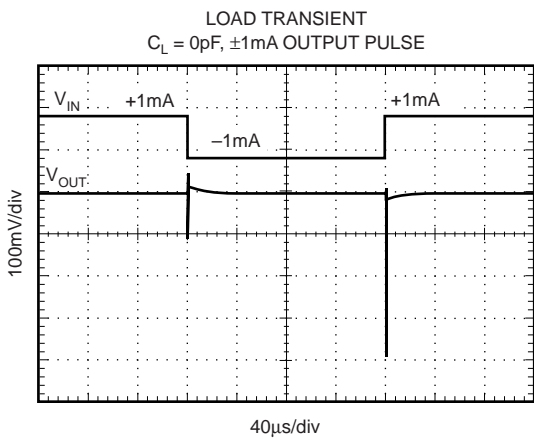 LOAD TRANSIENT
C_L = 0pF, ±1mA OUTPUT PULSE
V_IN +1mA +1mA
–1mA
V_OUT
100mV/div
40µs/div